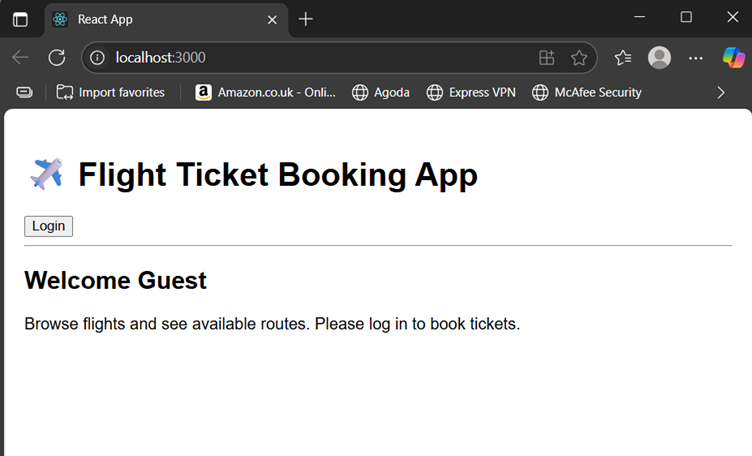 React App
localhost:3000
Import favorites
Amazon.co.uk - Onli...
Agoda
Express VPN
McAfee Security
Flight Ticket Booking App
Login
Welcome Guest
Browse flights and see available routes. Please log in to book tickets.